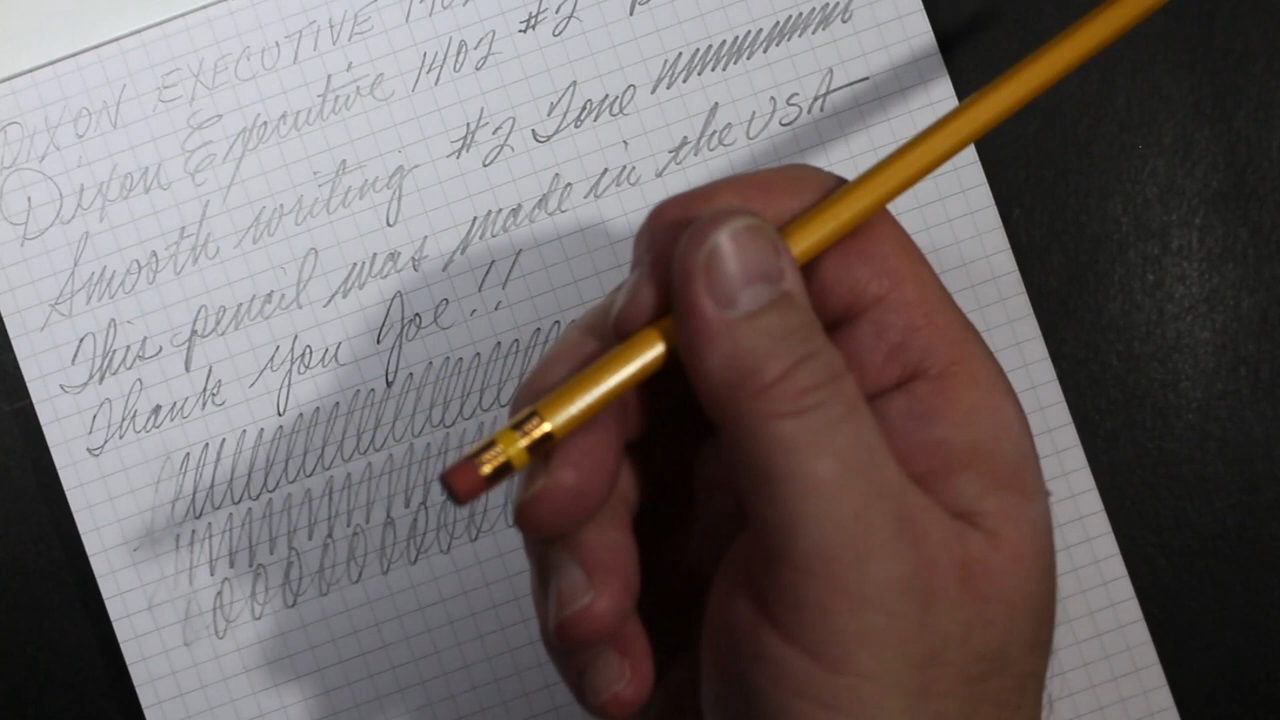 DIXON EXECUTIVE 1402
Dixon Executive 1402 #2
Smooth writing #2 Tone
This pencil was made in the USA
Thank you Joe!!